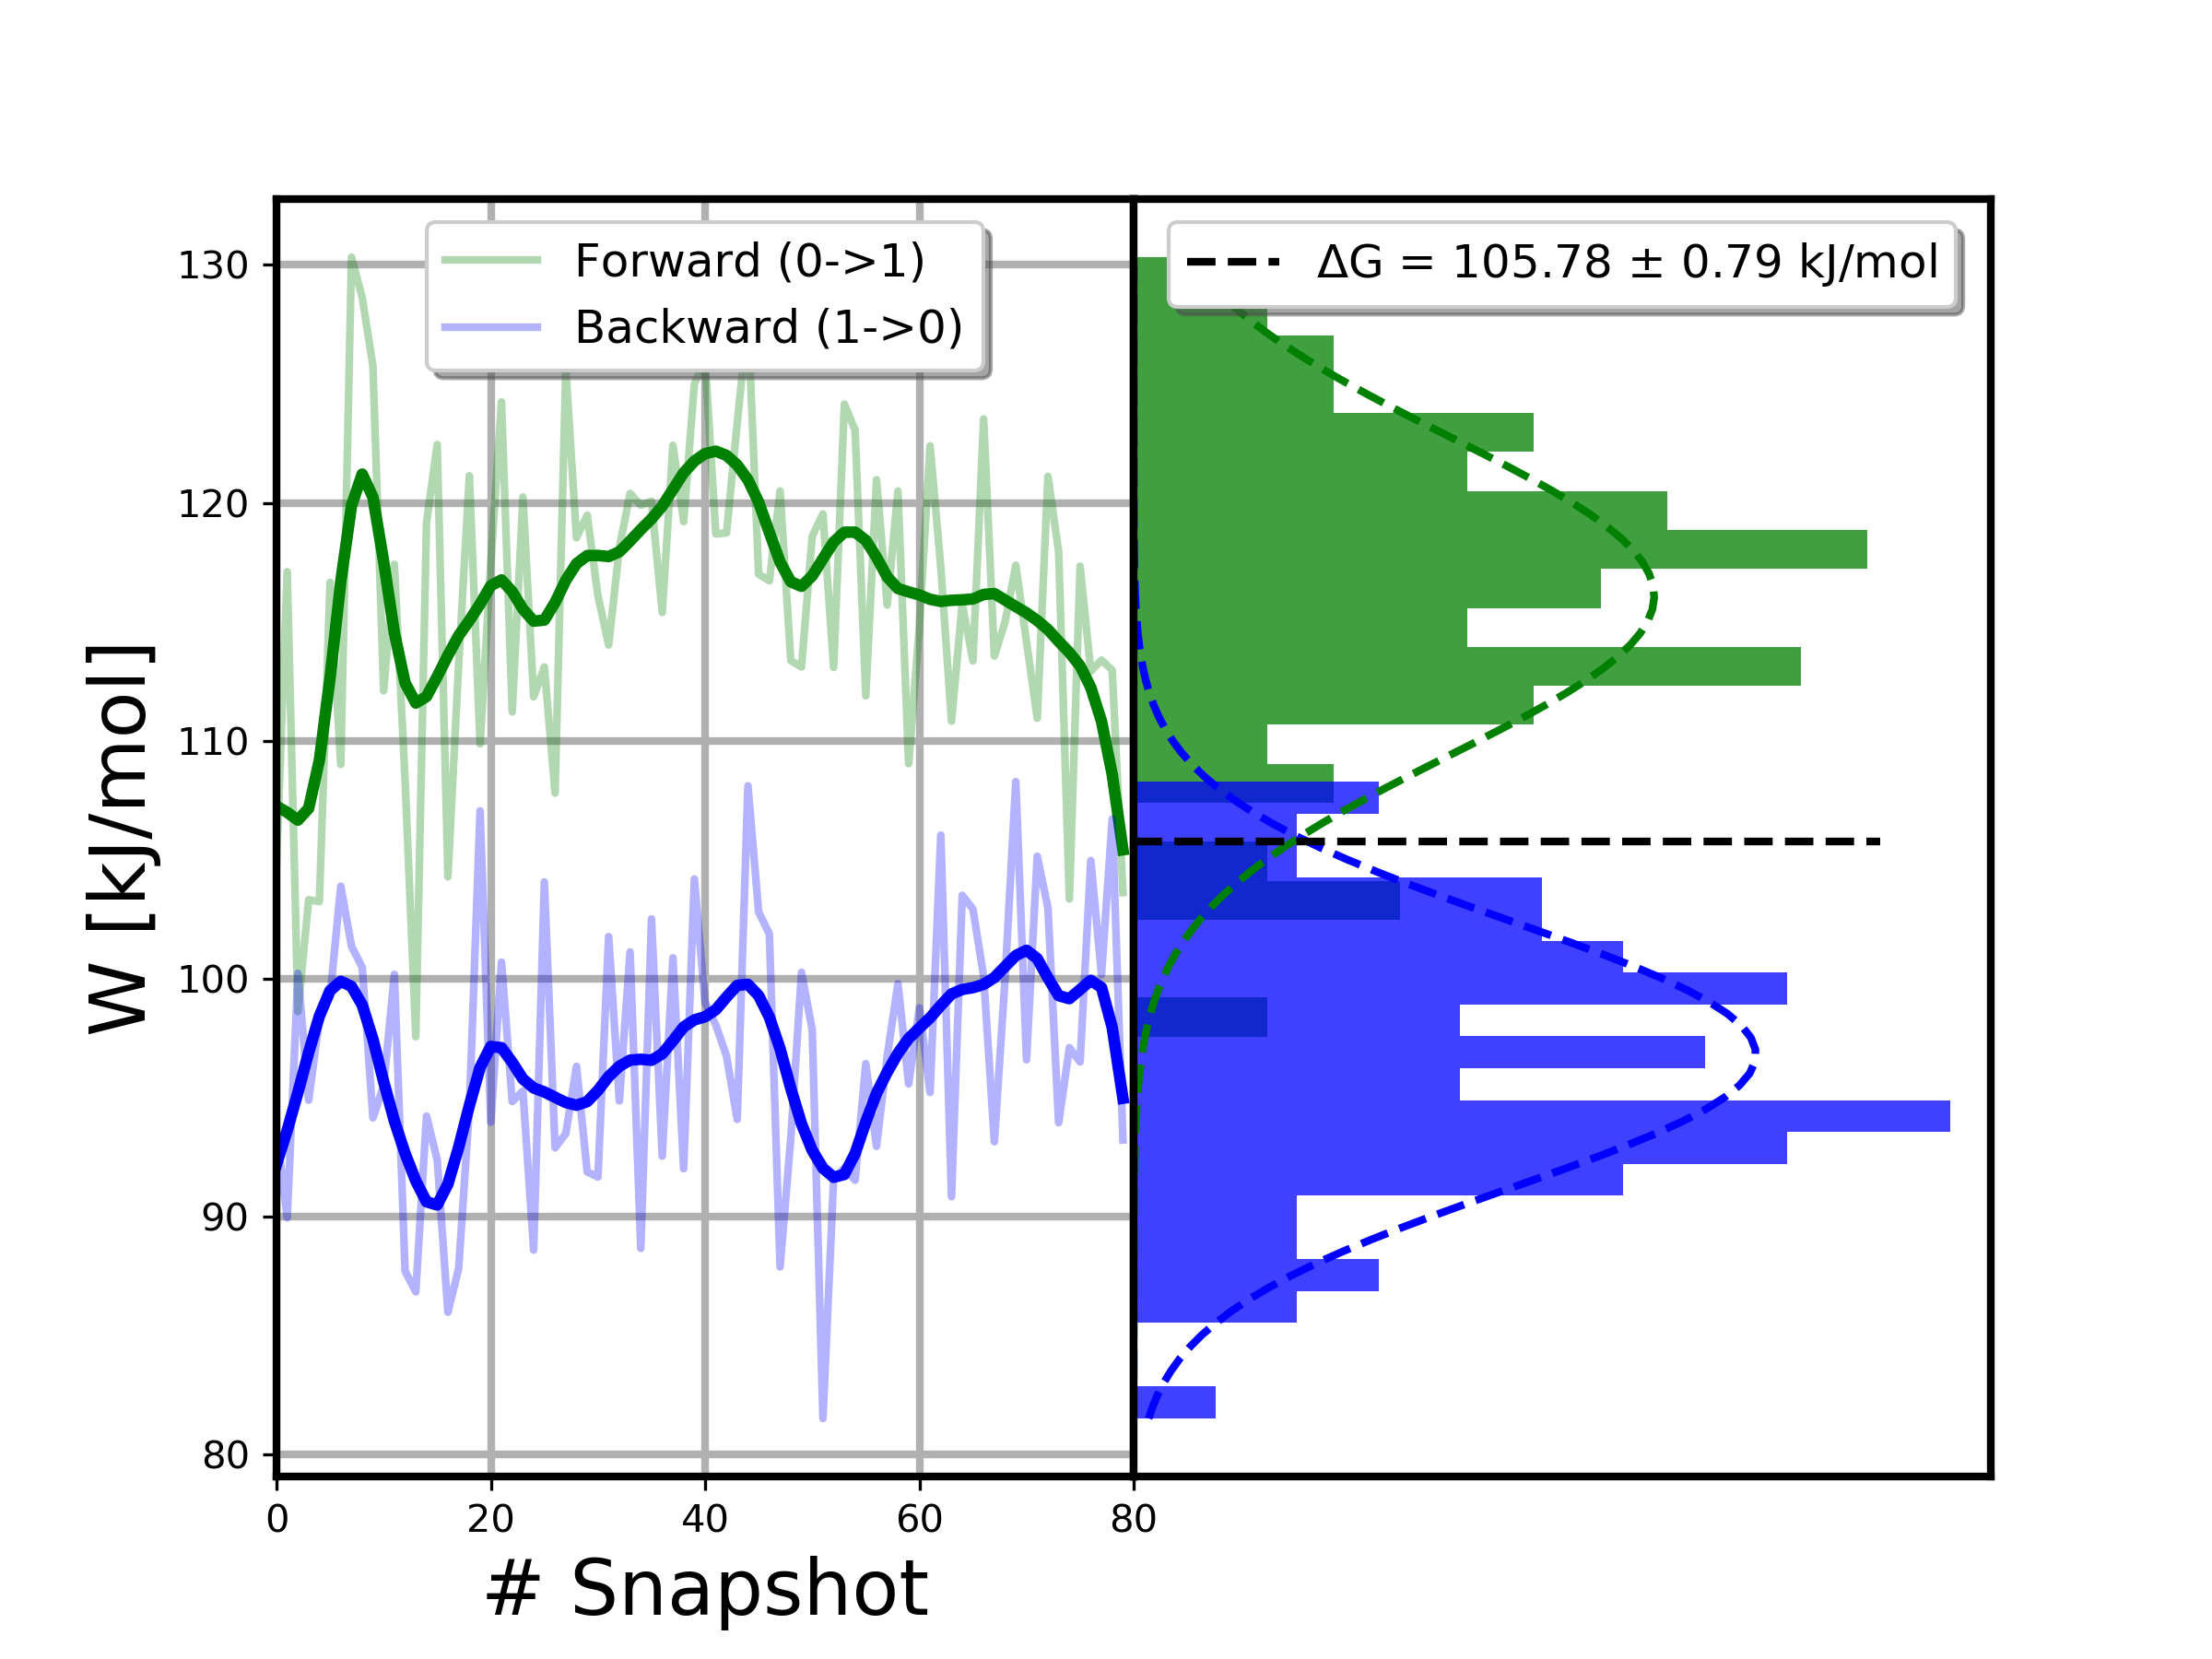 W [kJ/mol]
130
120
110
100
90
80
Forward (0->1)
Backward (1->0)
ΔG = 105.78 ± 0.79 kJ/mol
0 20 40 60 80
# Snapshot